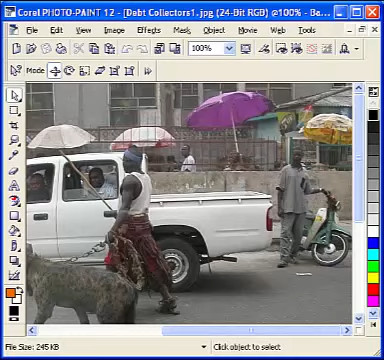 Corel PHOTO-PAINT 12 - [Debt Collectors1.jpg (24-Bit RGB) @100% - Ba...
File Edit View Image Effects Mask Object Movie Web Tools
100%
Mode
File Size: 245 KB Click object to select